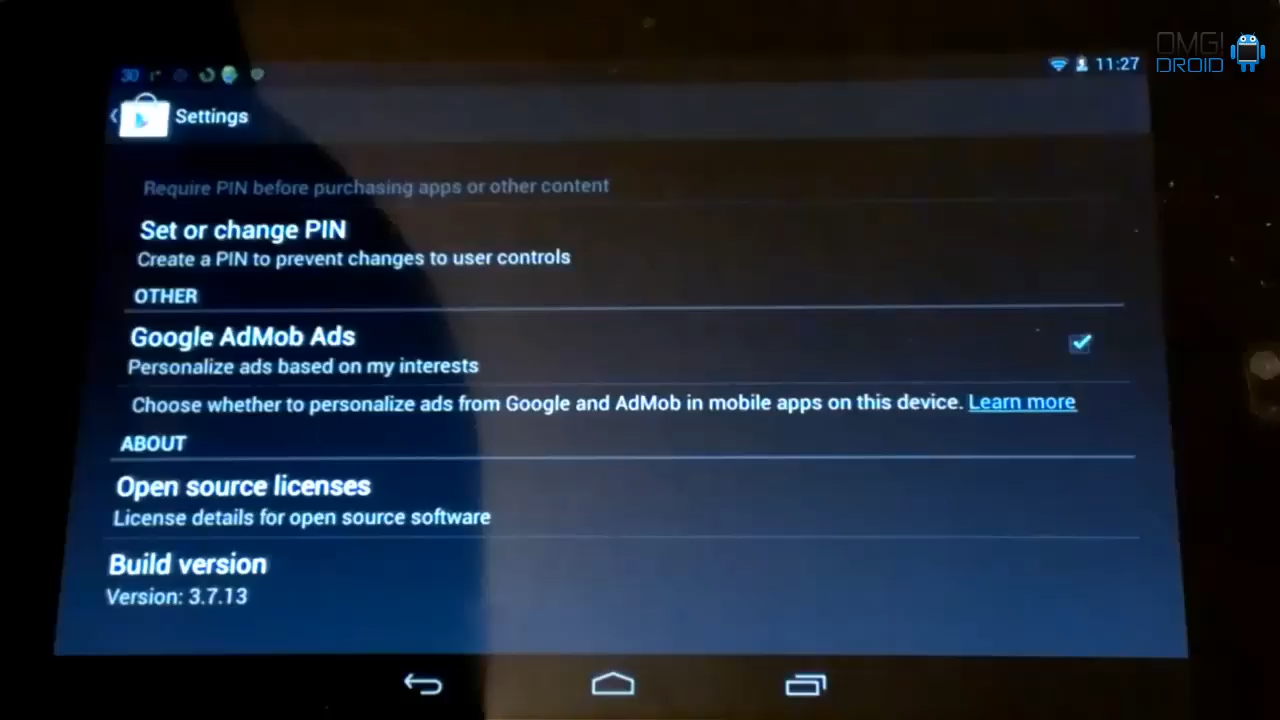 OMG!
DROID
30
11:27
Settings
Require PIN before purchasing apps or other content
Set or change PIN
Create a PIN to prevent changes to user controls
OTHER
Google AdMob Ads
Personalize ads based on my interests
Choose whether to personalize ads from Google and AdMob in mobile apps on this device. Learn more
ABOUT
Open source licenses
License details for open source software
Build version
Version: 3.7.13